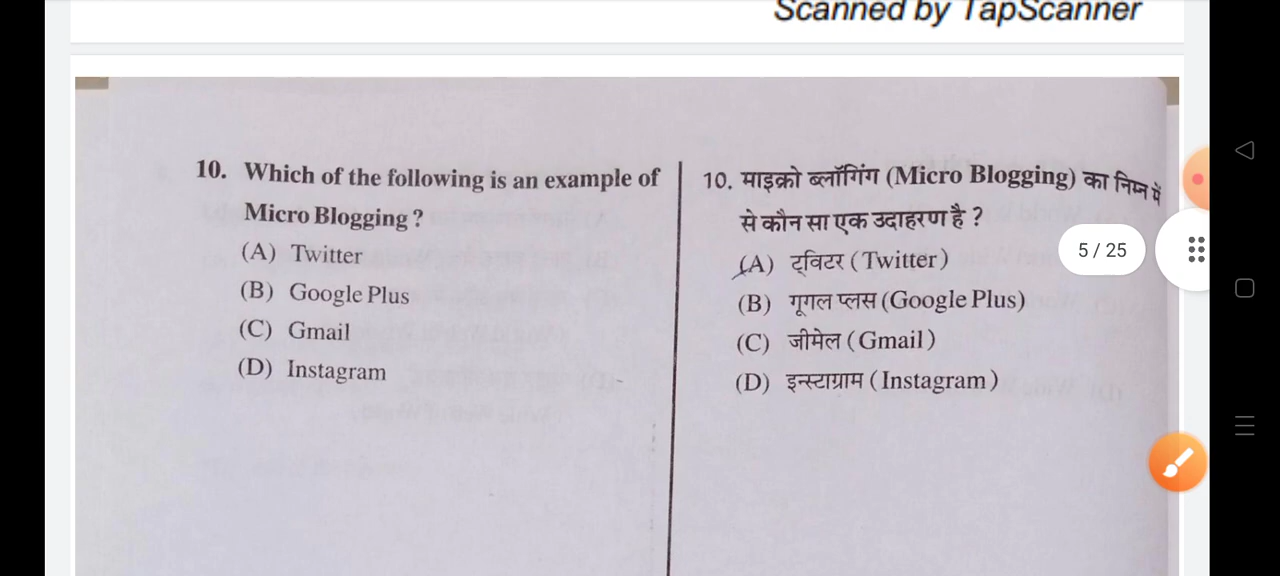 Scanned by TapScanner
10. Which of the following is an example of
Micro Blogging?
(A) Twitter
(B) Google Plus
(C) Gmail
(D) Instagram
10. माइक्रो ब्लॉगिंग (Micro Blogging) का निम्न में
से कौन सा एक उदाहरण है ?
(A) ट्विटर (Twitter)
(B) गूगल प्लस (Google Plus)
(C) जीमेल (Gmail)
(D) इन्स्टाग्राम (Instagram)
5 / 25